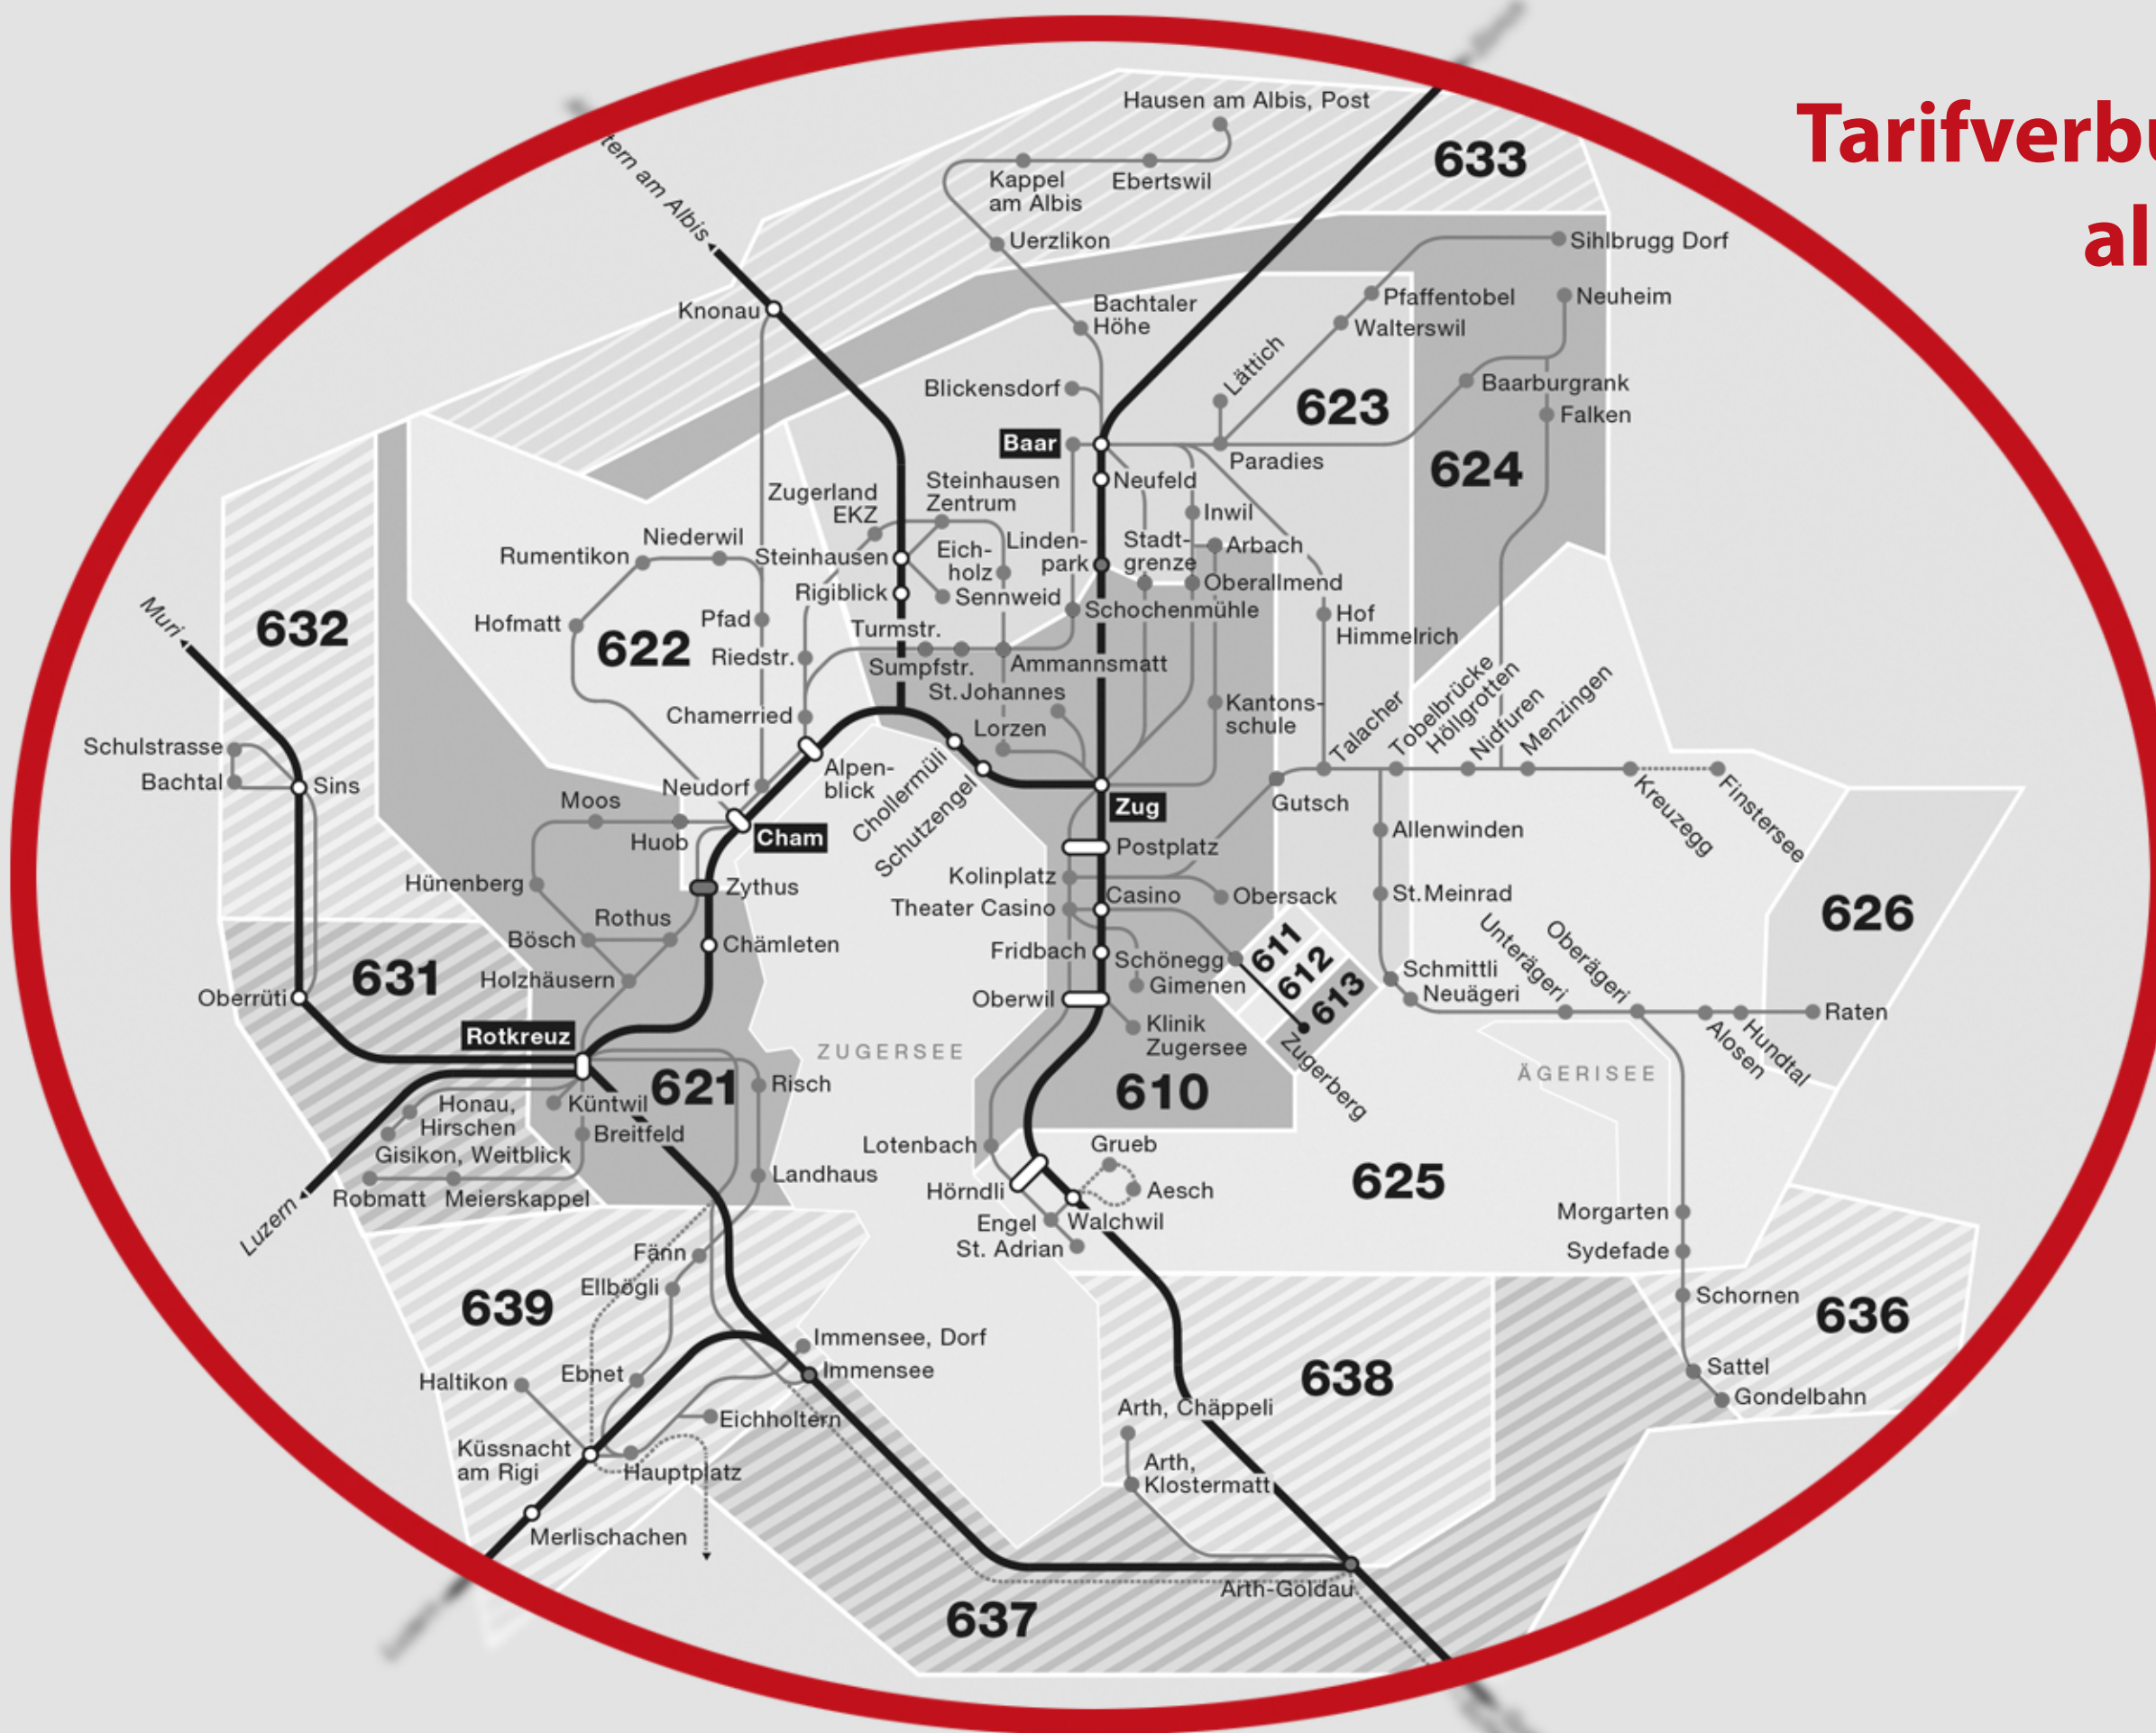 Tarifverbu
al
tern am Albis
Hausen am Albis, Post
633
Kappel
am Albis
Ebertswil
Uerzlikon
Sihlbrugg Dorf
Knonau
Bachtaler
Höhe
Pfaffentobel
Neuheim
Walterswil
Lättich
Blickensdorf
623
Baarburgrank
Falken
Baar
Paradies
624
Neufeld
Zugerland
EKZ
Steinhausen
Zentrum
Inwil
Niederwil
Rumentikon
Steinhausen
Eich-
holz
Linden-
park
Stadt-
grenze
Arbach
Rigiblick
Sennweid
Oberallmend
Schochenmühle
Hof
Himmelrich
Muri
632
Hofmatt
622
Pfad
Turmstr.
Riedstr.
Sumpfstr.
Ammannsmatt
St.Johannes
Kantons-
schule
Talacher
Tobelbrücke
Höllgrotten
Nidfuren
Menzingen
Chamerried
Lorzen
Schulstrasse
Bachtal
Sins
Neudorf
Alpen-
blick
Chollermüli
Schutzengel
Zug
Gutsch
Kreuzegg
Finstersee
Moos
Huob
Cham
Postplatz
Allenwinden
Hünenberg
Zythus
Kolinplatz
Casino
Obersack
St.Meinrad
Theater Casino
626
Rothus
Bösch
Chämleten
Fridbach
Schönegg
611
612
613
Unterägeri
Oberägeri
631
Holzhäusern
Gimenen
Schmittli
Neuägeri
Oberrüti
Oberwil
Raten
Rotkreuz
Klinik
Zugersee
Zugerberg
Alosen
Hundtal
ZUGERSEE
ÄGERISEE
621
Risch
610
Honau,
Hirschen
Küntwil
Breitfeld
Gisikon, Weitblick
Lotenbach
Grueb
Landhaus
625
Robmatt
Meierskappel
Hörndli
Aesch
Luzern
Engel
Walchwil
Morgarten
St. Adrian
Fänn
Sydefade
Ellbögli
639
Schornen
636
Immensee, Dorf
Immensee
638
Sattel
Haltikon
Ebnet
Gondelbahn
Arth, Chäppeli
Eichholtern
Küssnacht
am Rigi
Hauptplatz
Arth,
Klostermatt
Merlischachen
Arth-Goldau
637